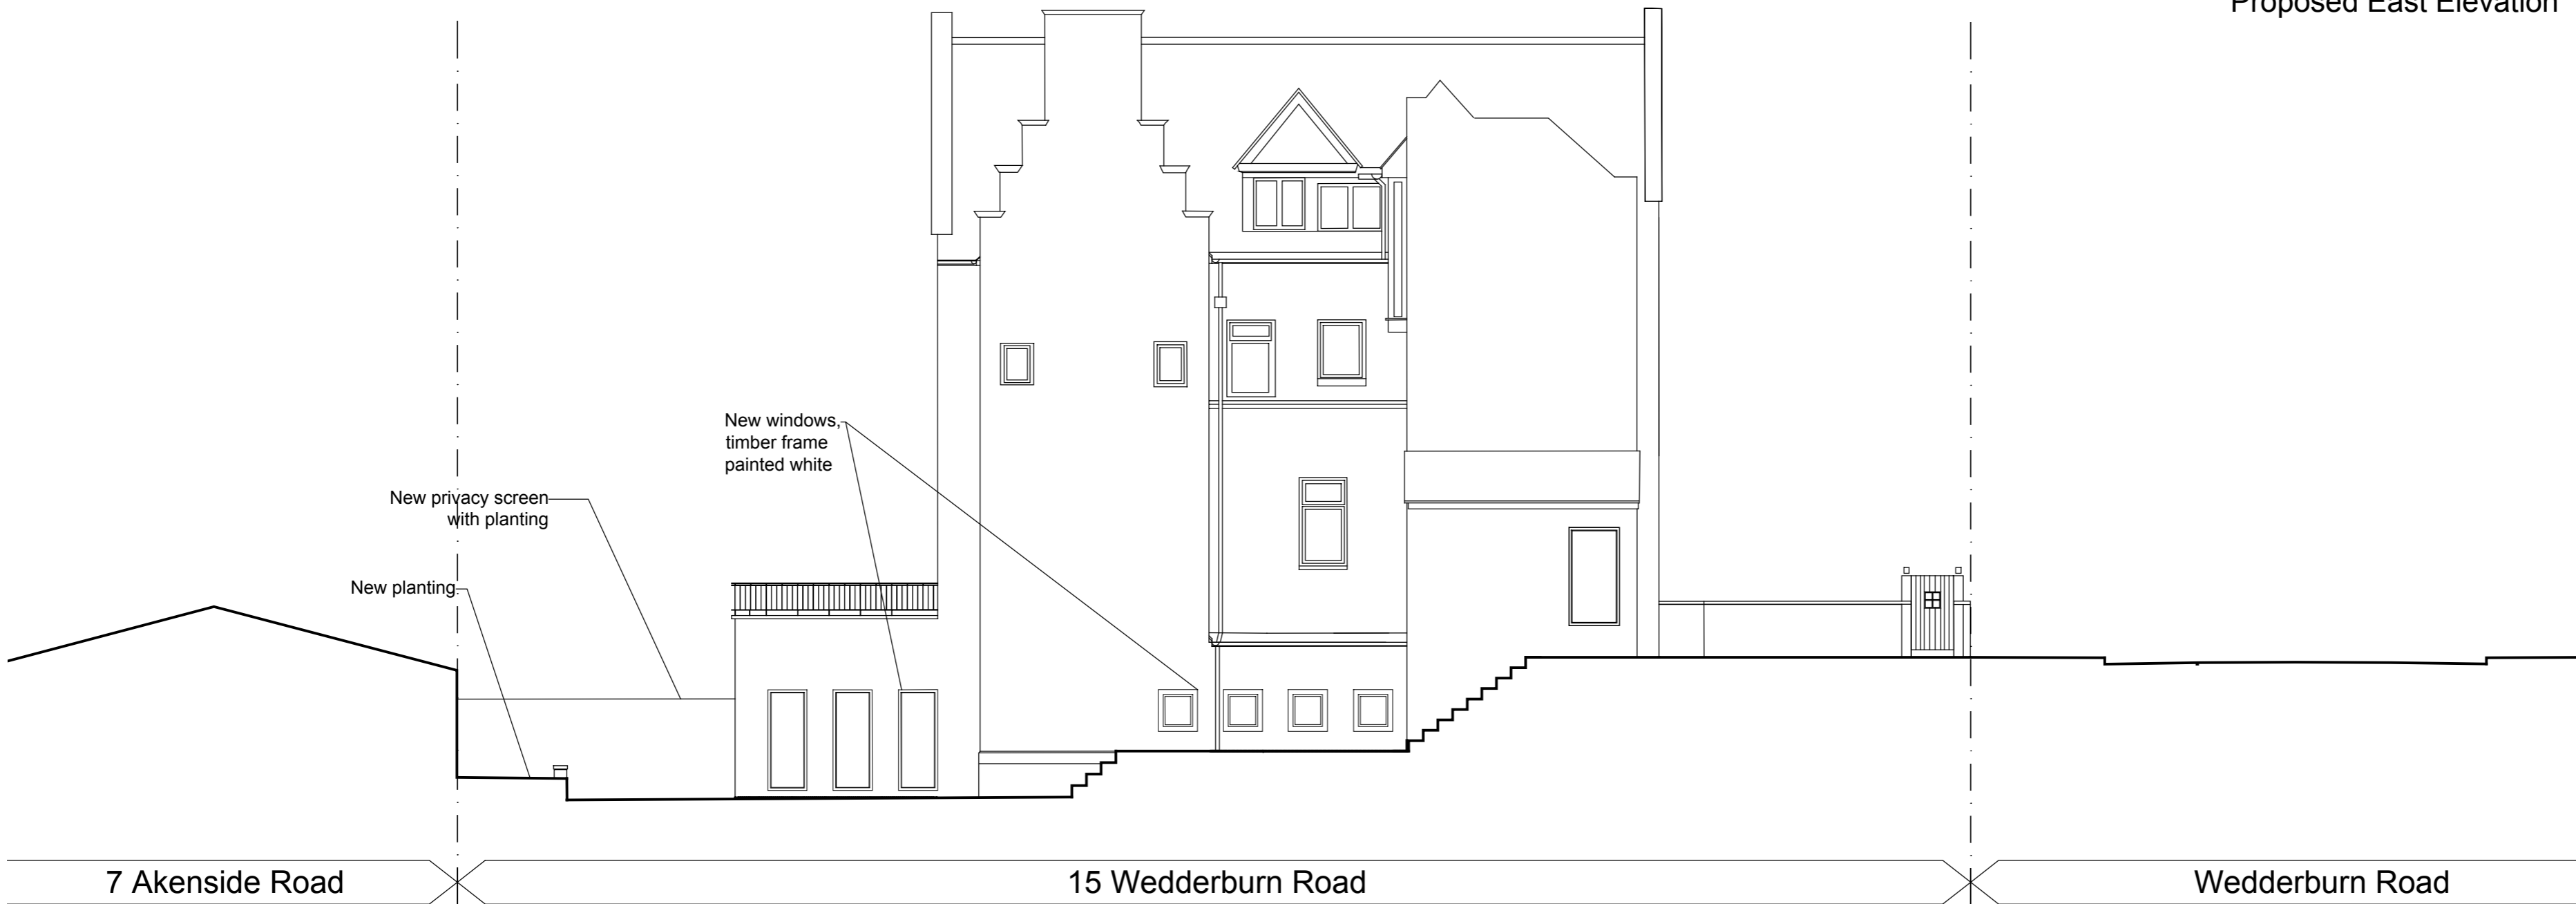 Proposed East Elevation
New windows,
timber frame
painted white
New privacy screen
with planting
New planting
7 Akenside Road
15 Wedderburn Road
Wedderburn Road